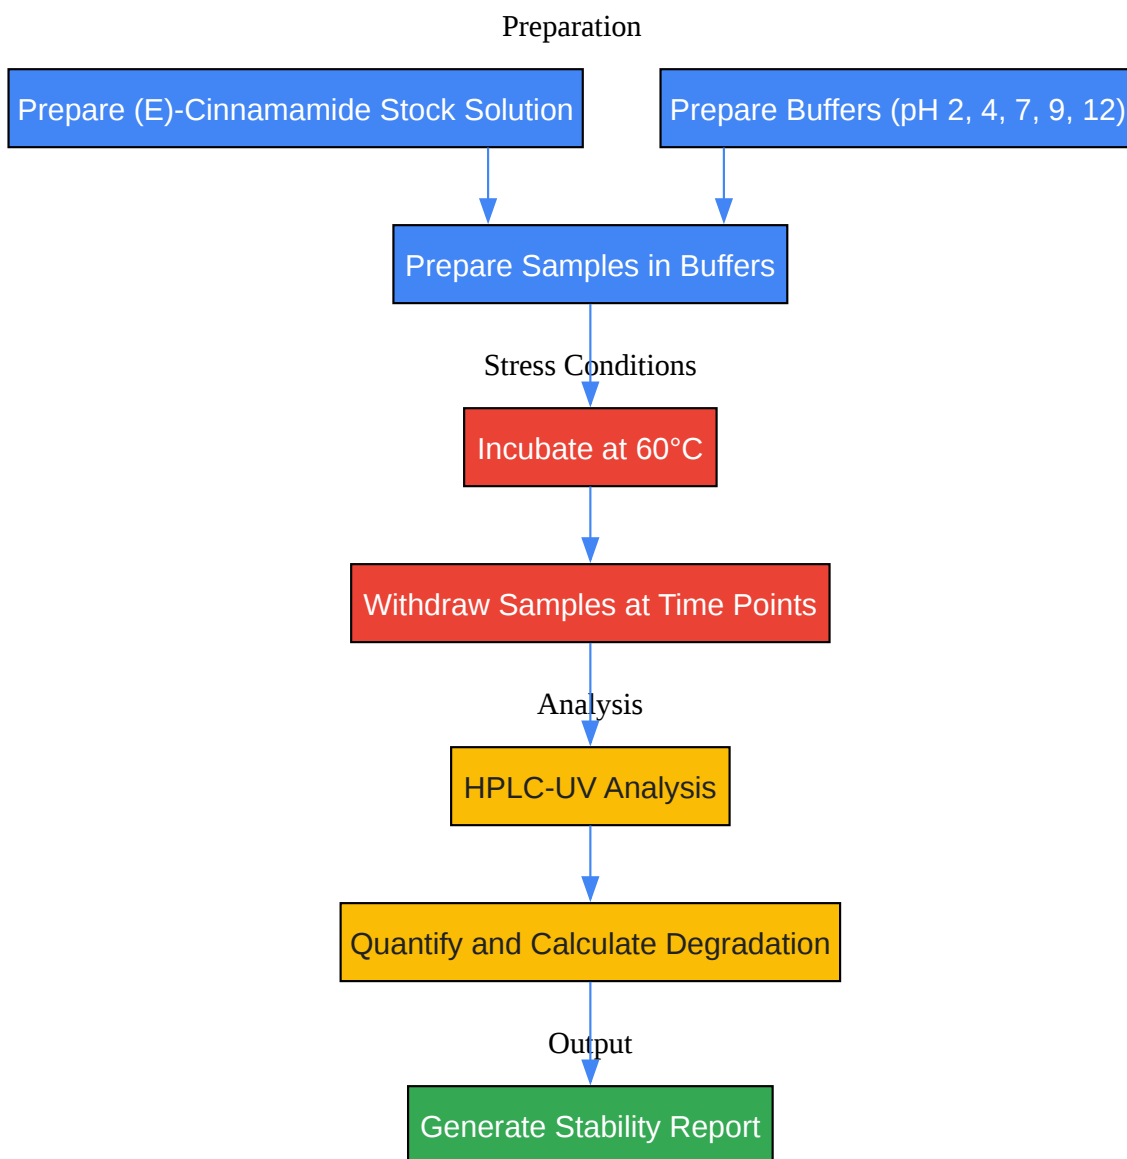 Preparation
Prepare (E)-Cinnamamide Stock Solution
Prepare Buffers (pH 2, 4, 7, 9, 12)
Prepare Samples in Buffers
Stress Conditions
Incubate at 60°C
Withdraw Samples at Time Points
Analysis
HPLC-UV Analysis
Quantify and Calculate Degradation
Output
Generate Stability Report